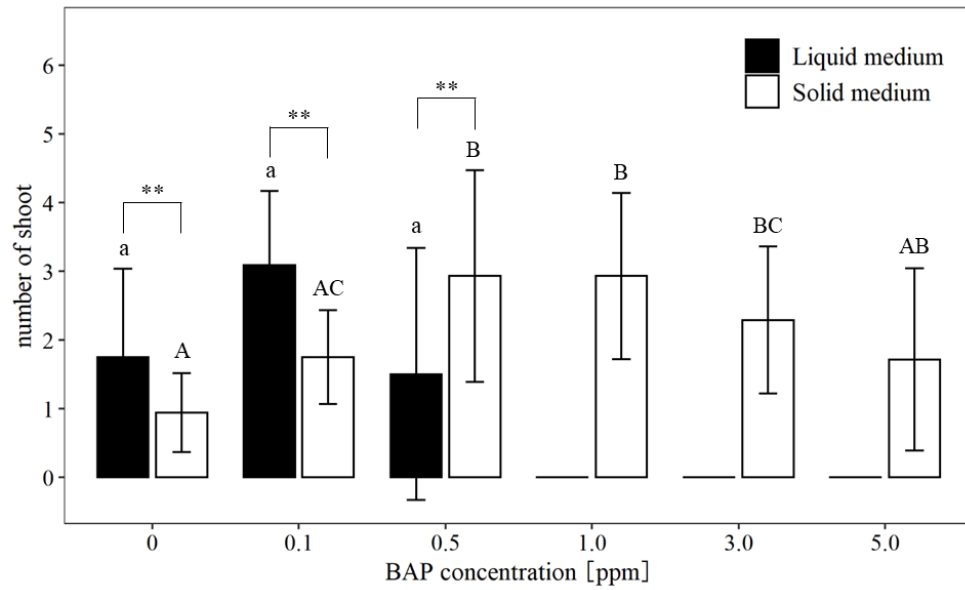 6
5
4
3
2
1
0
number of shoot
Liquid medium
Solid medium
**
**
**
a
A
a
AC
a
B
B
BC
AB
0
0.1
0.5
1.0
3.0
5.0
BAP concentration [ppm]